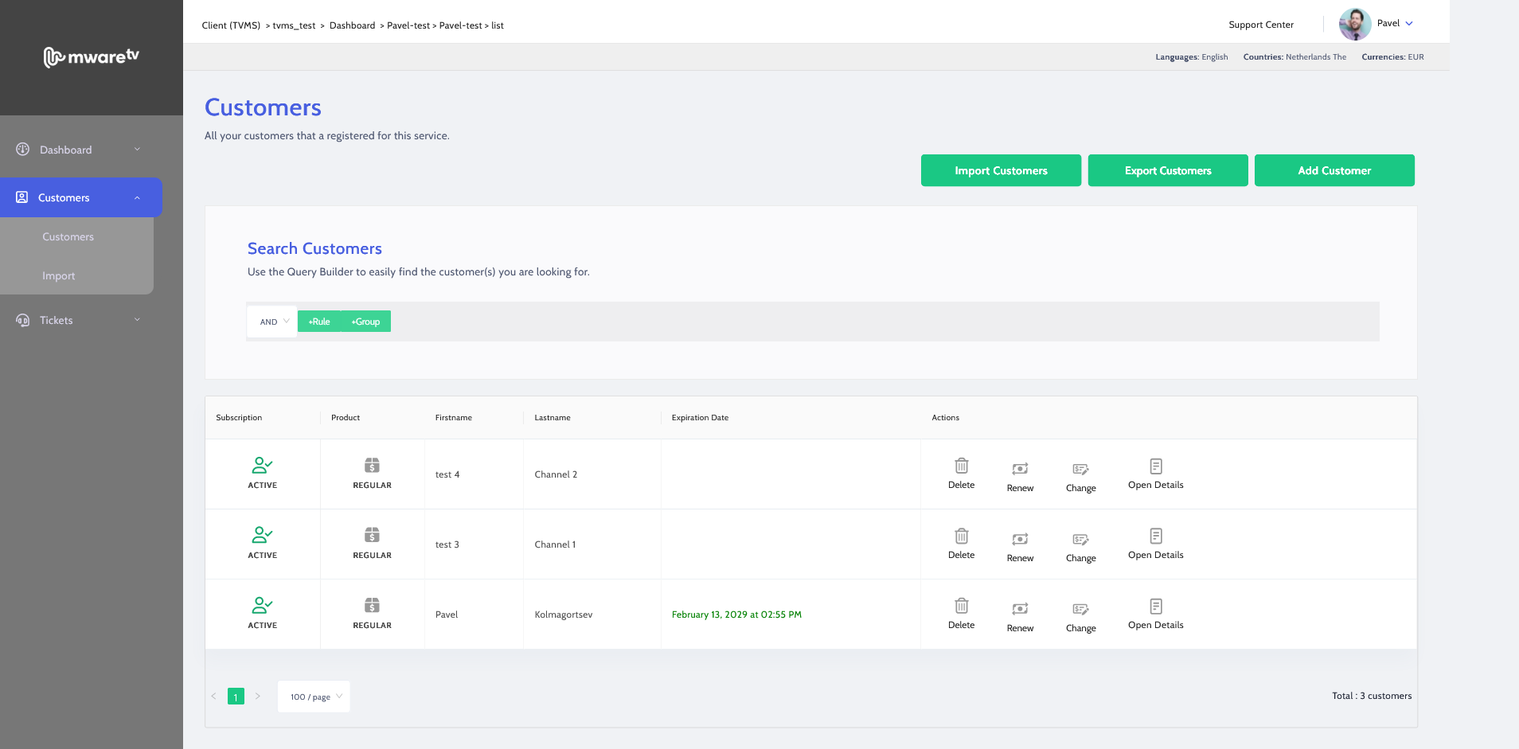 mwaretv
Client (TVMS) > tvms_test > Dashboard > Pavel-test > Pavel-test > list
Support Center
Pavel
Languages: English Countries: Netherlands The Currencies: EUR
Dashboard
Customers
Customers
Import
Tickets
Customers
All your customers that a registered for this service.
Import Customers
Export Customers
Add Customer
Search Customers
Use the Query Builder to easily find the customer(s) you are looking for.
AND +Rule +Group
Subscription Product Firstname Lastname Expiration Date Actions
ACTIVE REGULAR test 4 Channel 2 Delete Renew Change Open Details
ACTIVE REGULAR test 3 Channel 1 Delete Renew Change Open Details
ACTIVE REGULAR Pavel Kolmagortsev February 13, 2029 at 02:55 PM Delete Renew Change Open Details
< 1 > 100 / page Total : 3 customers